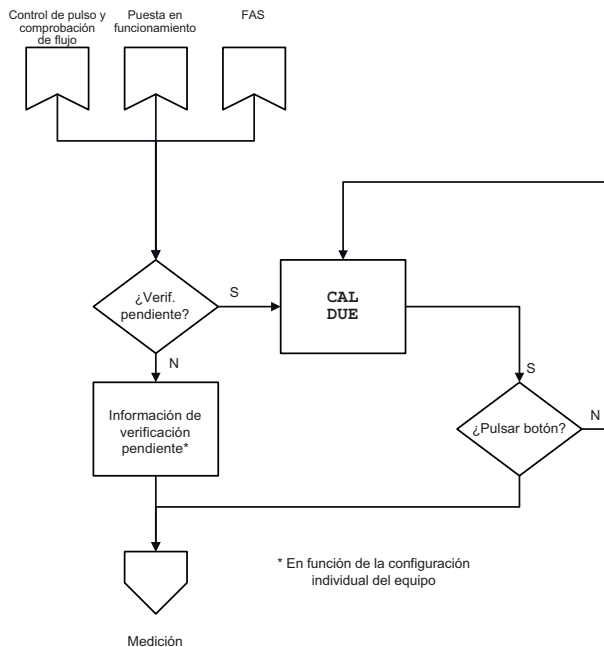 Control de pulso y
comprobación
de flujo
Puesta en
funcionamiento
FAS
¿Verif.
pendiente?
S
CAL
DUE
N
S
Información de
verificación
pendiente*
¿Pulsar botón?
N
* En función de la configuración
individual del equipo
Medición